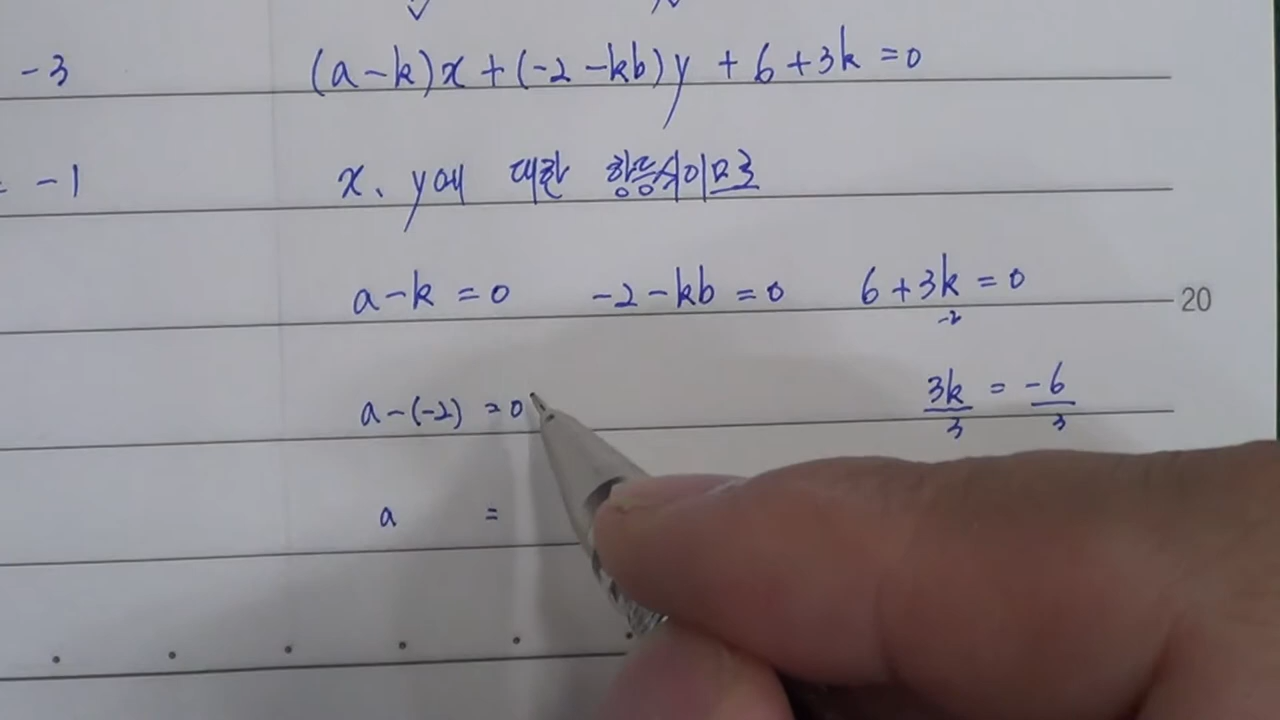 -3
(a-k)x+(-2-kb)y+6+3k=0
= -1
x、y에 대한 항등식이므로
a-k=0 -2-kb=0 6+3k=0
-2
20
a-(-2)=0
3k/3 = -6/3
a =